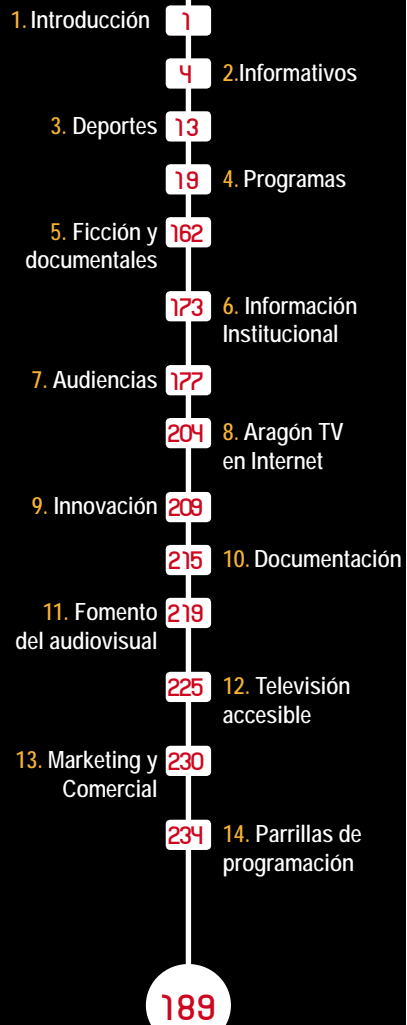 1. Introducción 1
4 2.Informativos
3. Deportes 13
19 4. Programas
5. Ficción y 162
documentales
173 6. Información
Institucional
7. Audiencias 177
204 8. Aragón TV
en Internet
9. Innovación 209
215 10. Documentación
11. Fomento 219
del audiovisual
225 12. Televisión
accesible
13. Marketing y 230
Comercial
234 14. Parrillas de
programación
189